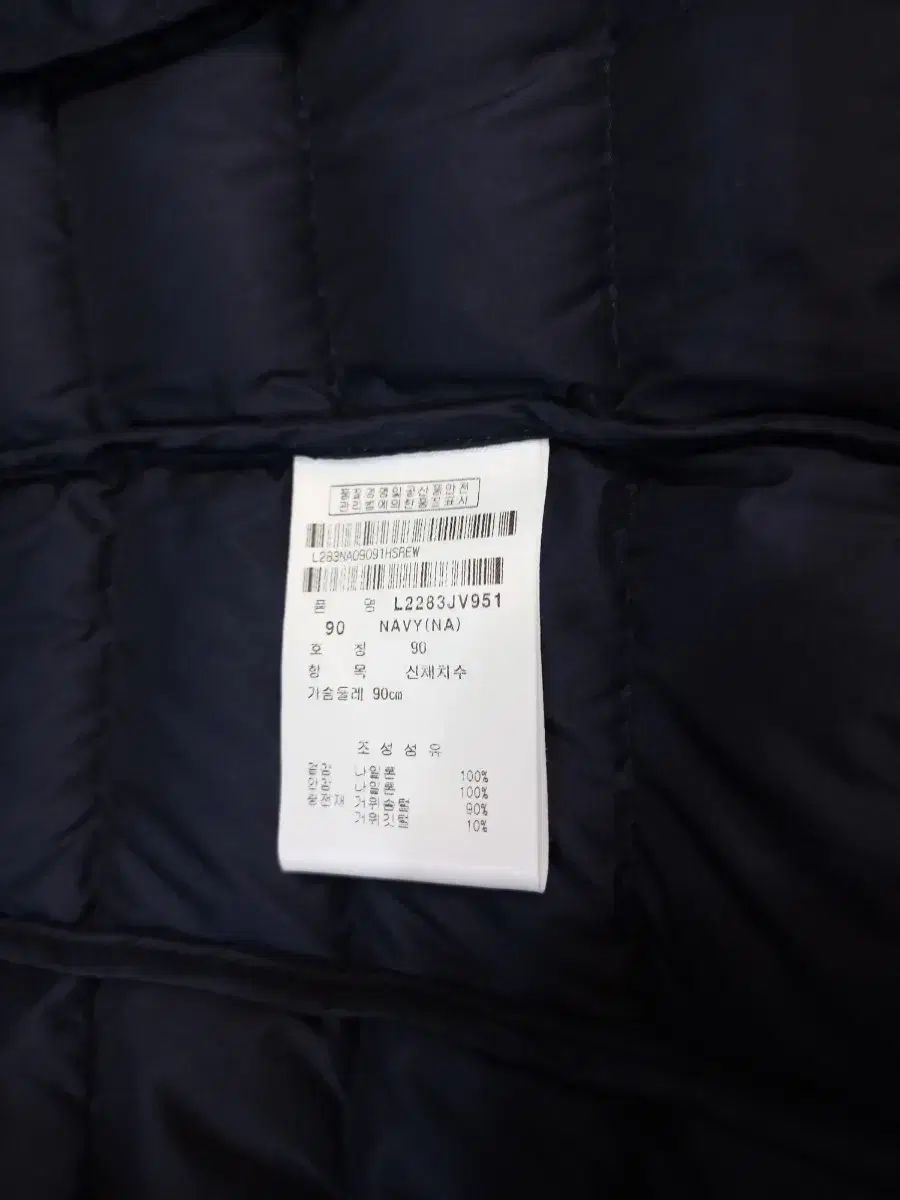 품질경영및공산품안전
관리법에의한품질표시
L283NA09091HSREW
품 명 L2283JV951
90 NAVY(NA)
호 칭 90
항 목 신체치수
가슴둘레 90cm
조 성 섬 유
겉감 나일론 100%
안감 나일론 100%
충전재 거위솜털 90%
거위깃털 10%